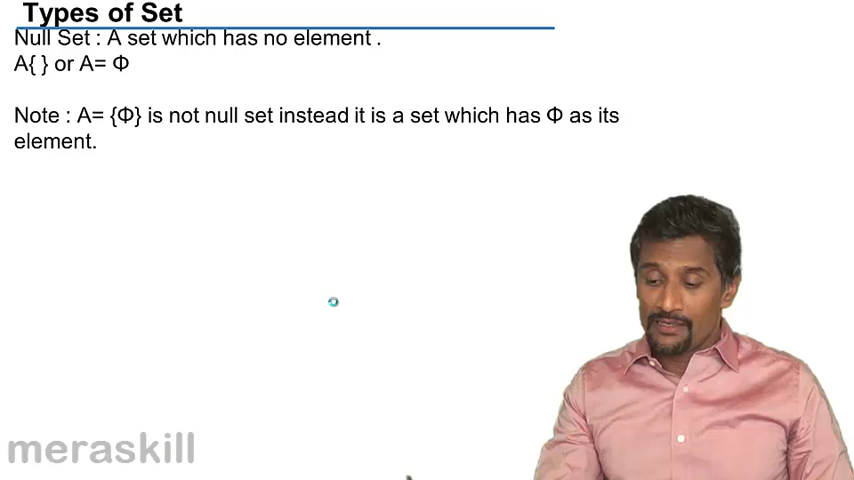 Types of Set
Null Set : A set which has no element .
A{ } or A= Φ
Note : A= {Φ} is not null set instead it is a set which has Φ as its
element.
meraskill